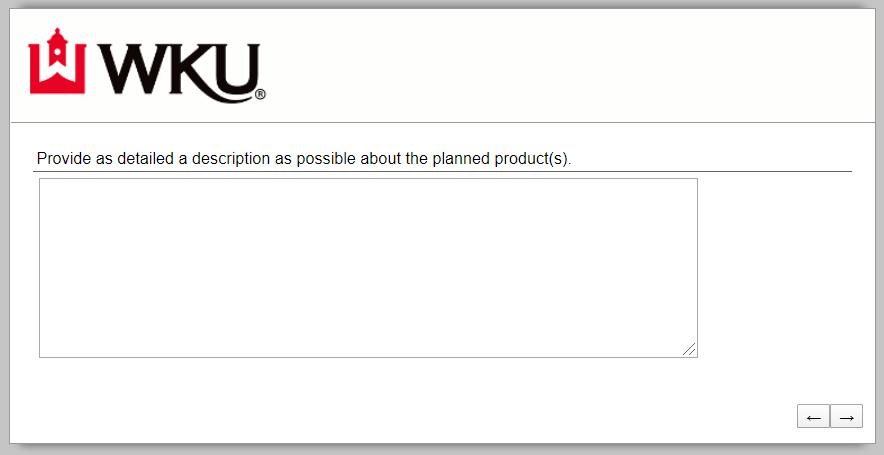 WKU®
Provide as detailed a description as possible about the planned product(s).
← →